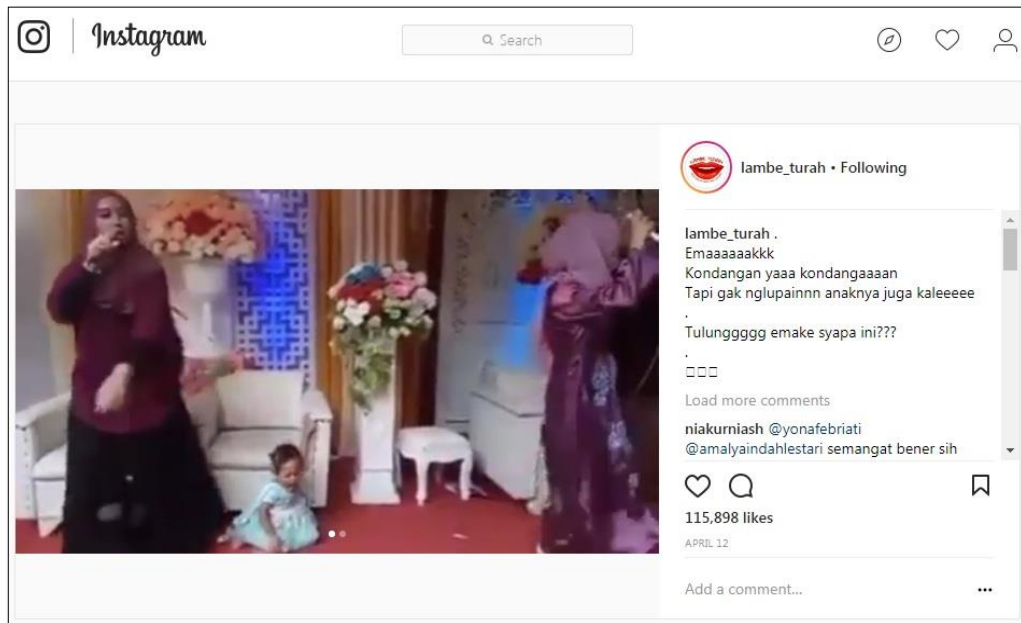 Instagram
Search
lambe_turah • Following
lambe_turah .
Emaaaaaakkk
Kondangan yaaa kondangaaaan
Tapi gak nglupainnn anaknya juga kaleeeee
.
Tulunggggg emake syapa ini???
.
Load more comments
niakurniash @yonafebriati
@amalyaindahlestari semangat bener sih
115,898 likes
APRIL 12
Add a comment...